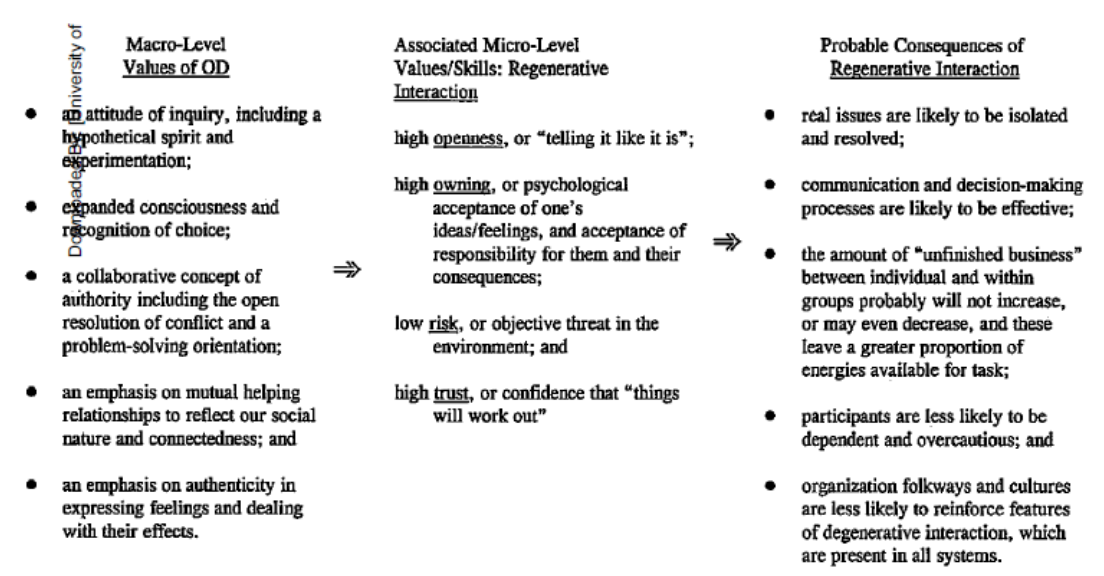 Downloaded By: [University of
Macro-Level
Values of OD
● an attitude of inquiry, including a
hypothetical spirit and
experimentation;
● expanded consciousness and
recognition of choice;
● a collaborative concept of
authority including the open
resolution of conflict and a
problem-solving orientation;
● an emphasis on mutual helping
relationships to reflect our social
nature and connectedness; and
● an emphasis on authenticity in
expressing feelings and dealing
with their effects.
⇒
Associated Micro-Level
Values/Skills: Regenerative
Interaction
high openness, or “telling it like it is”;
high owning, or psychological
acceptance of one’s
ideas/feelings, and acceptance of
responsibility for them and their
consequences;
low risk, or objective threat in the
environment; and
high trust, or confidence that “things
will work out”
⇒
Probable Consequences of
Regenerative Interaction
● real issues are likely to be isolated
and resolved;
● communication and decision-making
processes are likely to be effective;
● the amount of “unfinished business”
between individual and within
groups probably will not increase,
or may even decrease, and these
leave a greater proportion of
energies available for task;
● participants are less likely to be
dependent and overcautious; and
● organization folkways and cultures
are less likely to reinforce features
of degenerative interaction, which
are present in all systems.